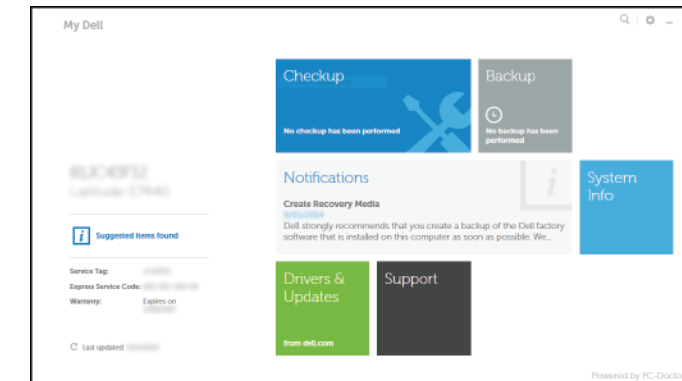 My Dell
Checkup
No checkup has been performed
Backup
No backup has been
performed
Suggested items found
Service Tag:
Express Service Code:
Warranty:
Expires on
Last updated:
Notifications
Create Recovery Media
Dell strongly recommends that you create a backup of the Dell factory
software that is installed on this computer as soon as possible. We...
System
Info
Drivers &
Updates
from dell.com
Support
Powered by PC-Docto